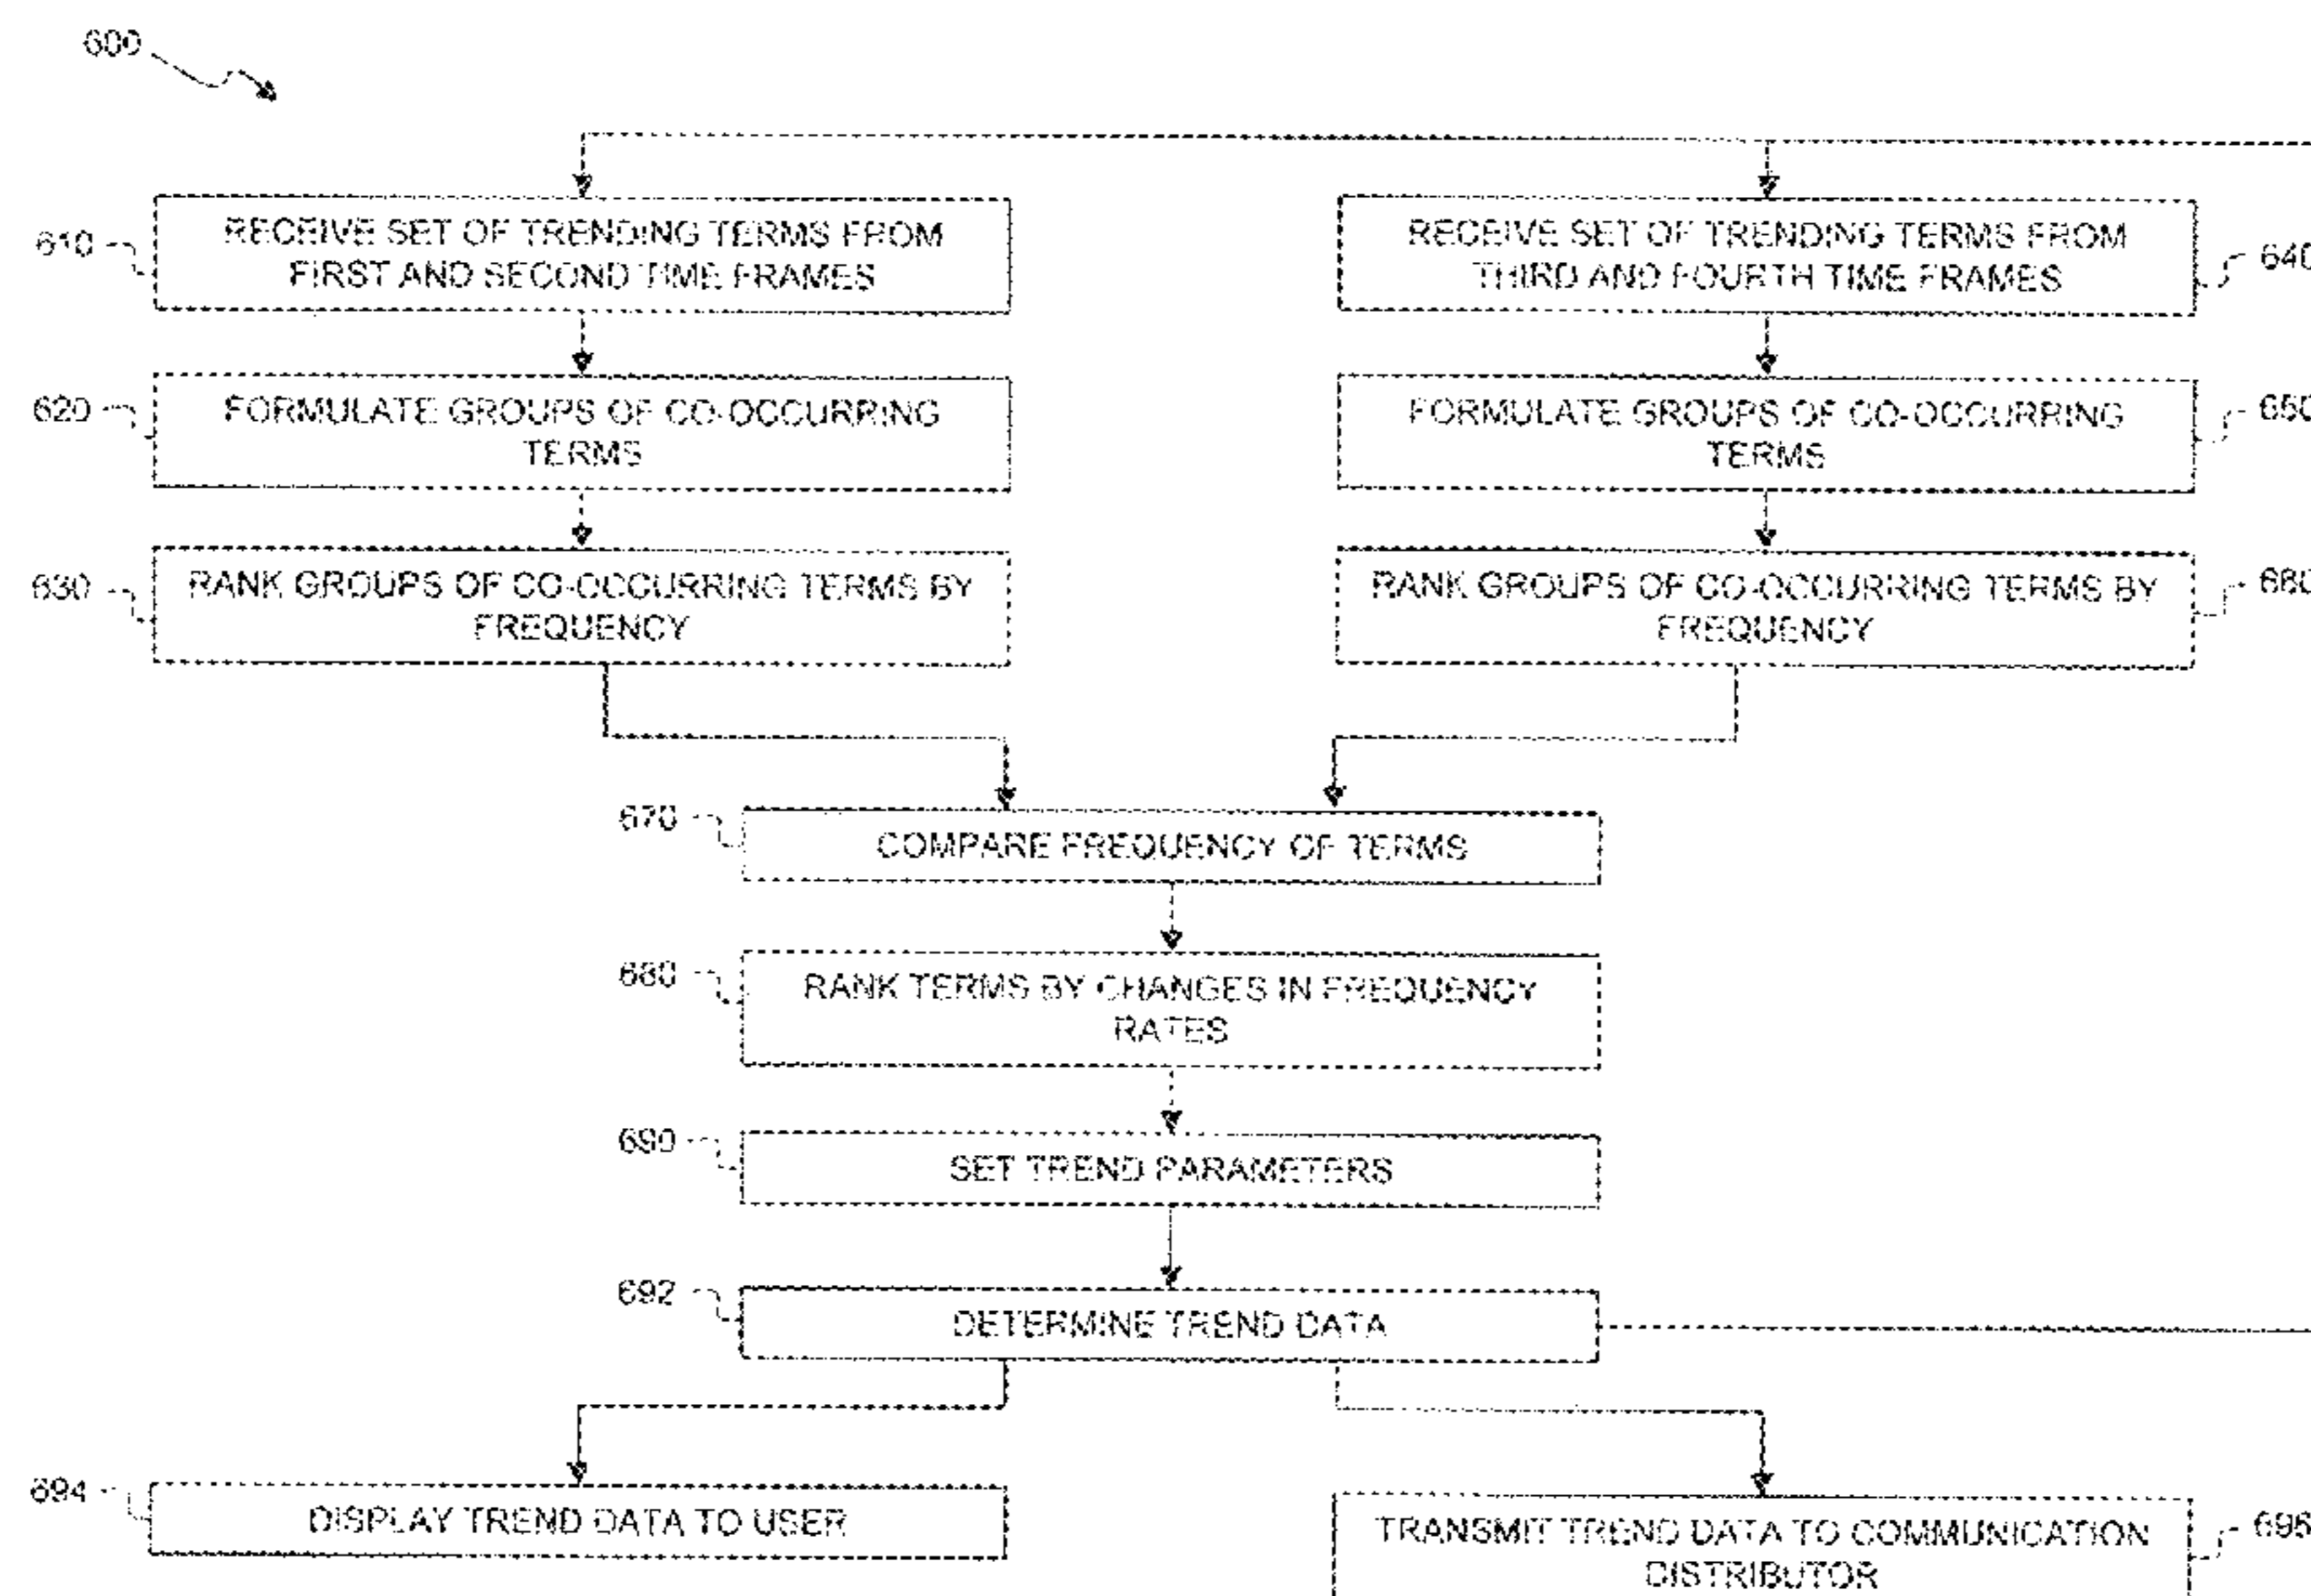 600
610
RECEIVE SET OF TRENDING TERMS FROM
FIRST AND SECOND TIME FRAMES
RECEIVE SET OF TRENDING TERMS FROM
THIRD AND FOURTH TIME FRAMES
640
620
FORMULATE GROUPS OF CO-OCCURRING
TERMS
FORMULATE GROUPS OF CO-OCCURRING
TERMS
650
630
RANK GROUPS OF CO-OCCURRING TERMS BY
FREQUENCY
RANK GROUPS OF CO-OCCURRING TERMS BY
FREQUENCY
660
670
COMPARE FREQUENCY OF TERMS
680
RANK TERMS BY CHANGES IN FREQUENCY
RATES
690
SET TREND PARAMETERS
692
DETERMINE TREND DATA
694
DISPLAY TREND DATA TO USER
TRANSMIT TREND DATA TO COMMUNICATION
DISTRIBUTOR